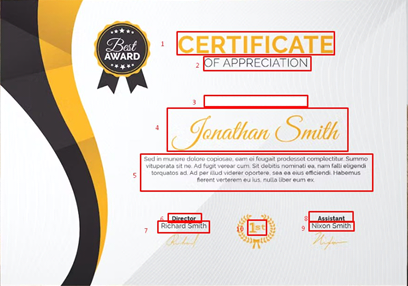 Best
AWARD
1 CERTIFICATE
2 OF APPRECIATION
3
4 Jonathan Smith
5 Sed in munere dolore copiosae, eam ei feugait prodesset complectitur. Summo
vituperata sit ne. Ad fugit verear cum. Sit debitis nominati ea, nam falli eligendi
torquatos ad. Ad per illud viderer oportere, sea ea eius efficiendi. Habemus
fierent verterem eu ius, nulla liber eum ex.
6 Director
7 Richard Smith
1st
8 Assistant
9 Nixon Smith